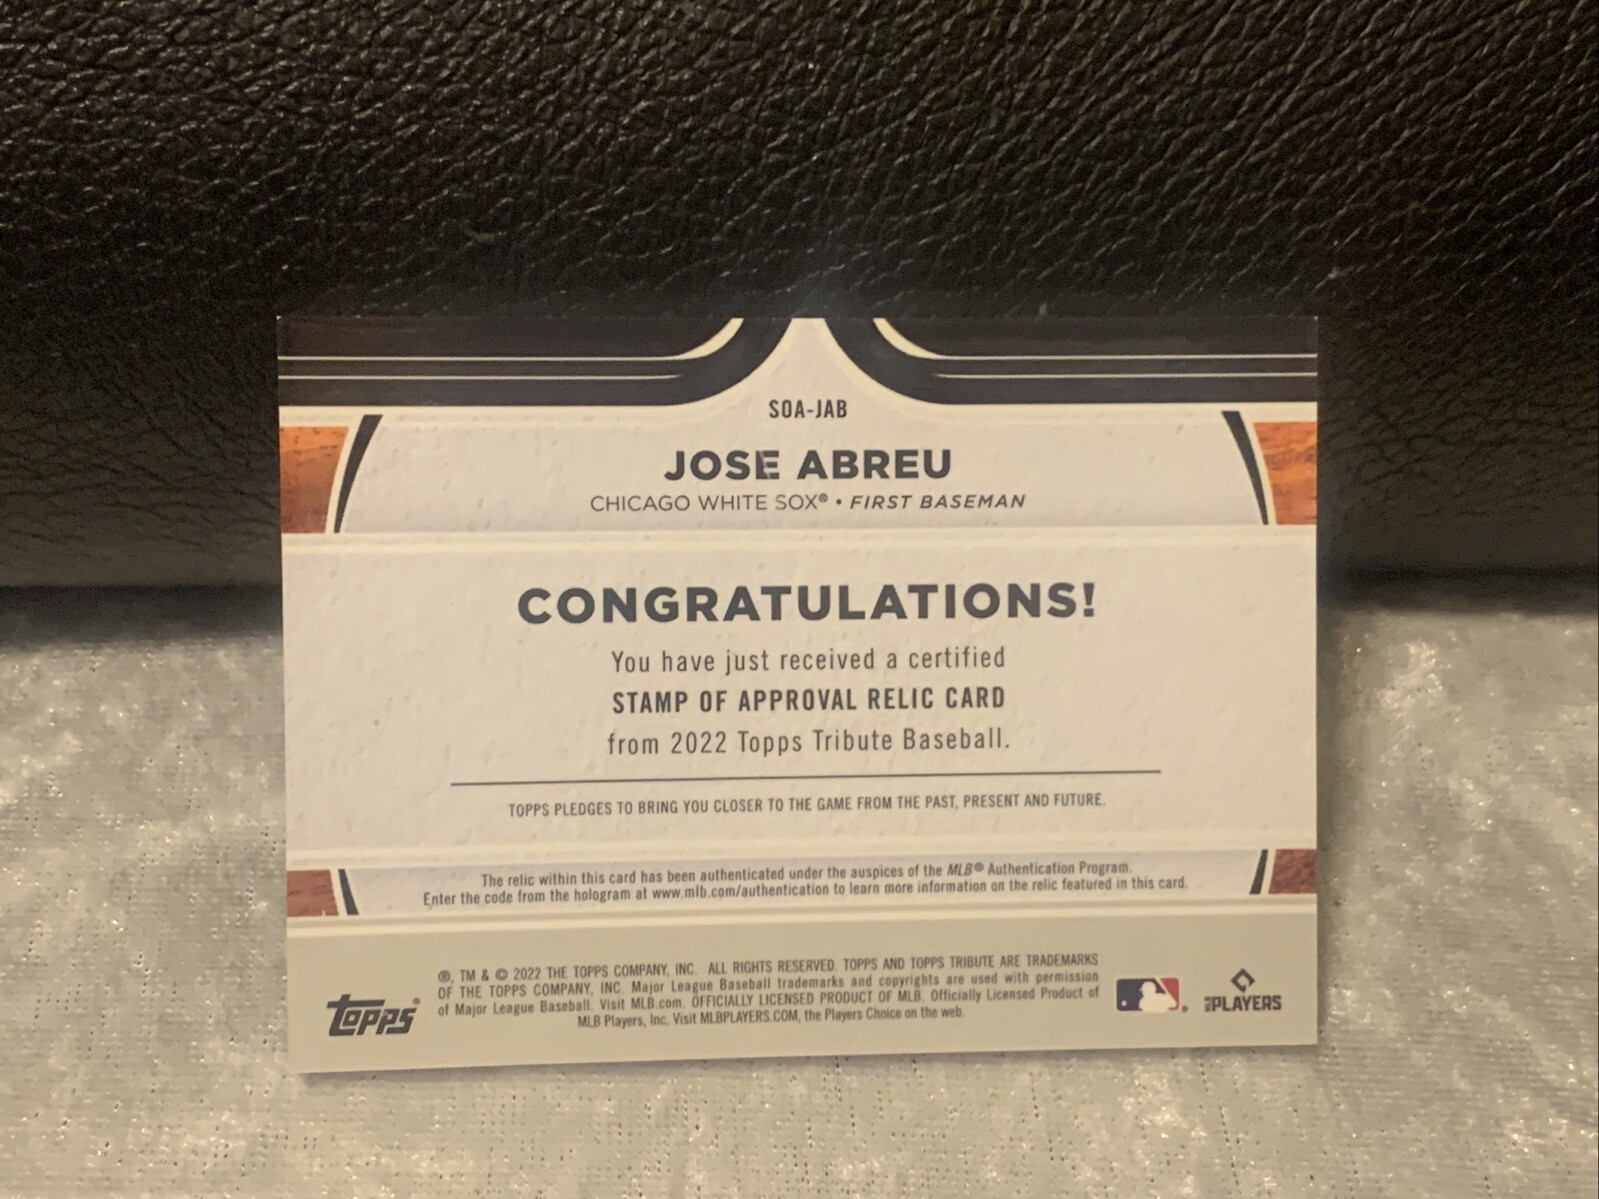 SOA-JAB
JOSE ABREU
CHICAGO WHITE SOX® • FIRST BASEMAN
CONGRATULATIONS!
You have just received a certified
STAMP OF APPROVAL RELIC CARD
from 2022 Topps Tribute Baseball.
TOPPS PLEDGES TO BRING YOU CLOSER TO THE GAME FROM THE PAST, PRESENT AND FUTURE.
The relic within this card has been authenticated under the auspices of the MLB® Authentication Program.
Enter the code from the hologram at www.mlb.com/authentication to learn more information on the relic featured in this card.
®, TM & © 2022 THE TOPPS COMPANY, INC. ALL RIGHTS RESERVED. TOPPS AND TOPPS TRIBUTE ARE TRADEMARKS
OF THE TOPPS COMPANY, INC. Major League Baseball trademarks and copyrights are used with permission
of Major League Baseball. Visit MLB.com. OFFICIALLY LICENSED PRODUCT OF MLB. Officially Licensed Product of
MLB Players, Inc. Visit MLBPLAYERS.COM, the Players Choice on the web.
topps®
PLAYERS